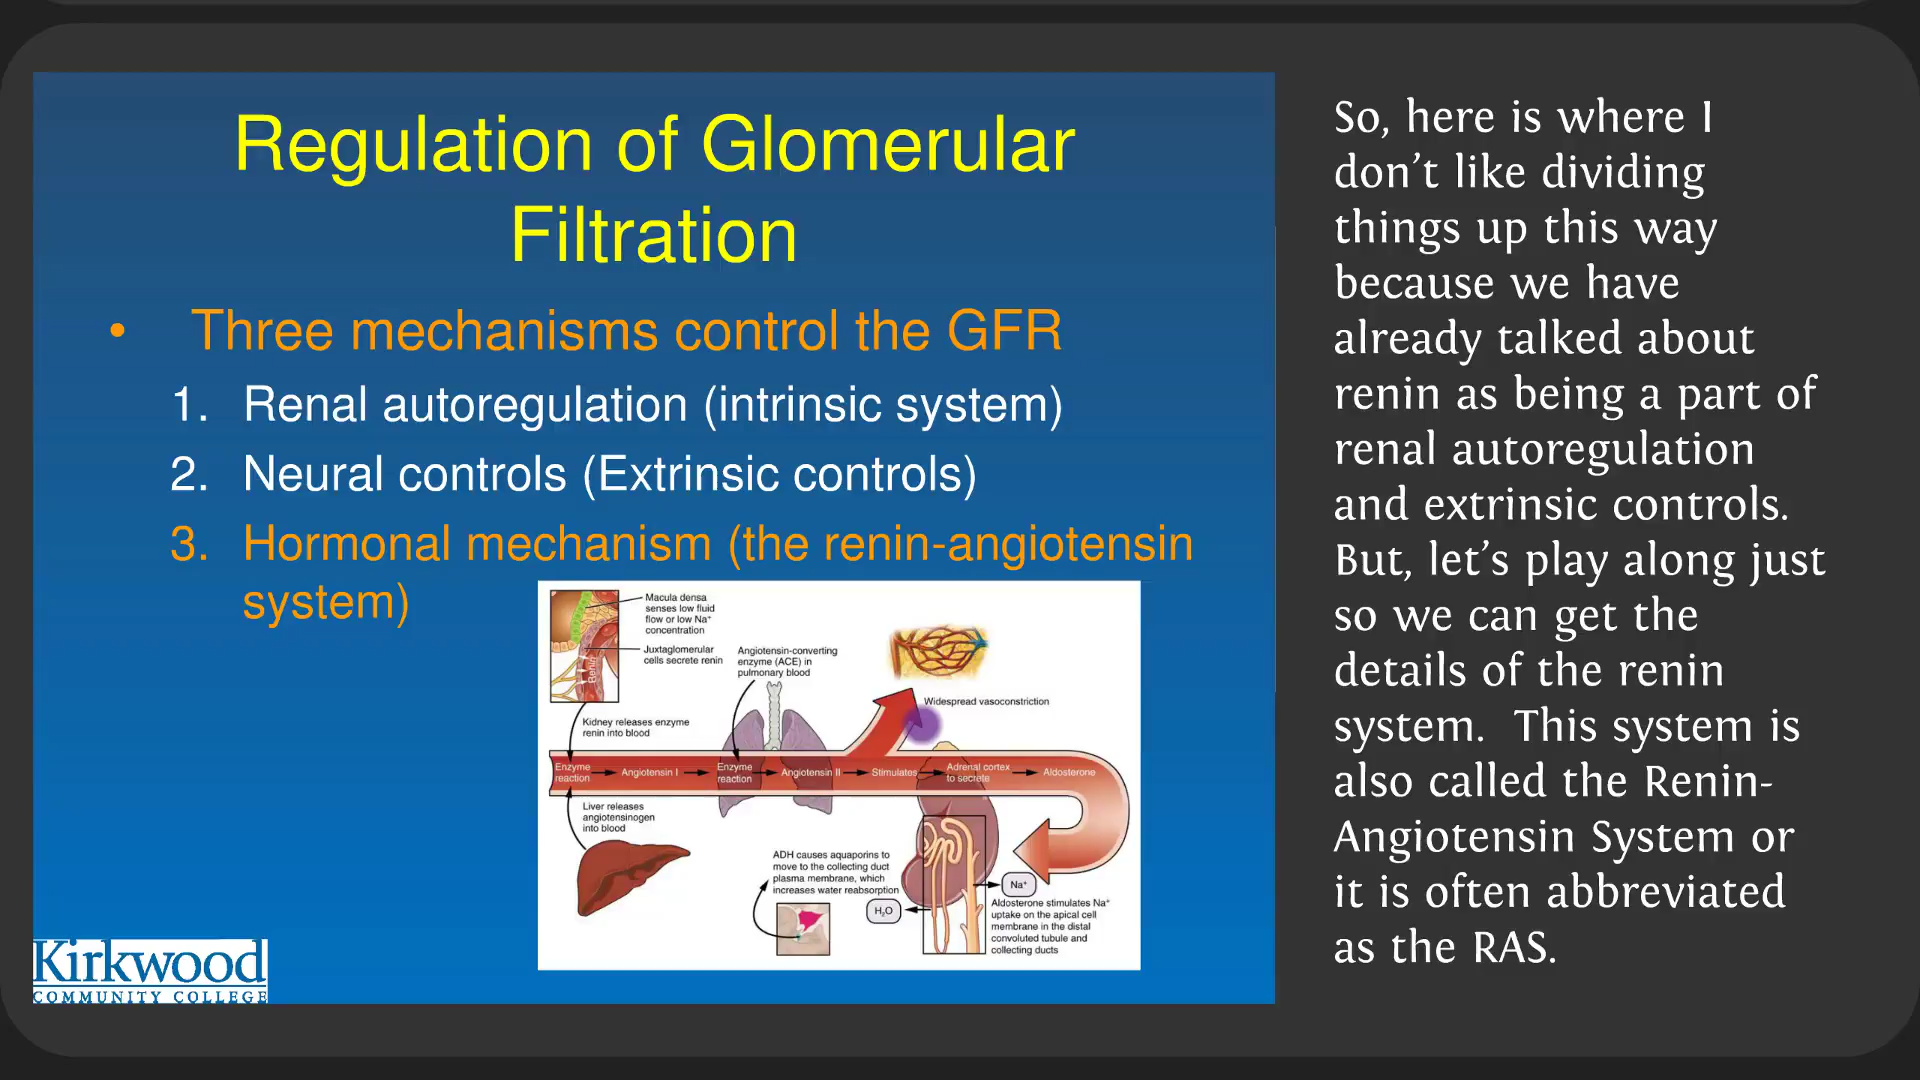 Regulation of Glomerular
Filtration
• Three mechanisms control the GFR
1. Renal autoregulation (intrinsic system)
2. Neural controls (Extrinsic controls)
3. Hormonal mechanism (the renin-angiotensin
system)
Macula densa
senses low fluid
flow or low Na⁺
concentration
Juxtaglomerular
cells secrete renin
Renin
Angiotensin-converting
enzyme (ACE) in
pulmonary blood
Widespread vasoconstriction
Kidney releases enzyme
renin into blood
Enzyme
reaction
Angiotensin I
Enzyme
reaction
Angiotensin II
Stimulates
Adrenal cortex
to secrete
Aldosterone
Liver releases
angiotensinogen
into blood
ADH causes aquaporins to
move to the collecting duct
plasma membrane, which
increases water reabsorption
H₂O
Na⁺
Aldosterone stimulates Na⁺
uptake on the apical cell
membrane in the distal
convoluted tubule and
collecting ducts
Kirkwood
COMMUNITY COLLEGE
So, here is where I
don’t like dividing
things up this way
because we have
already talked about
renin as being a part of
renal autoregulation
and extrinsic controls.
But, let’s play along just
so we can get the
details of the renin
system.  This system is
also called the Renin-
Angiotensin System or
it is often abbreviated
as the RAS.